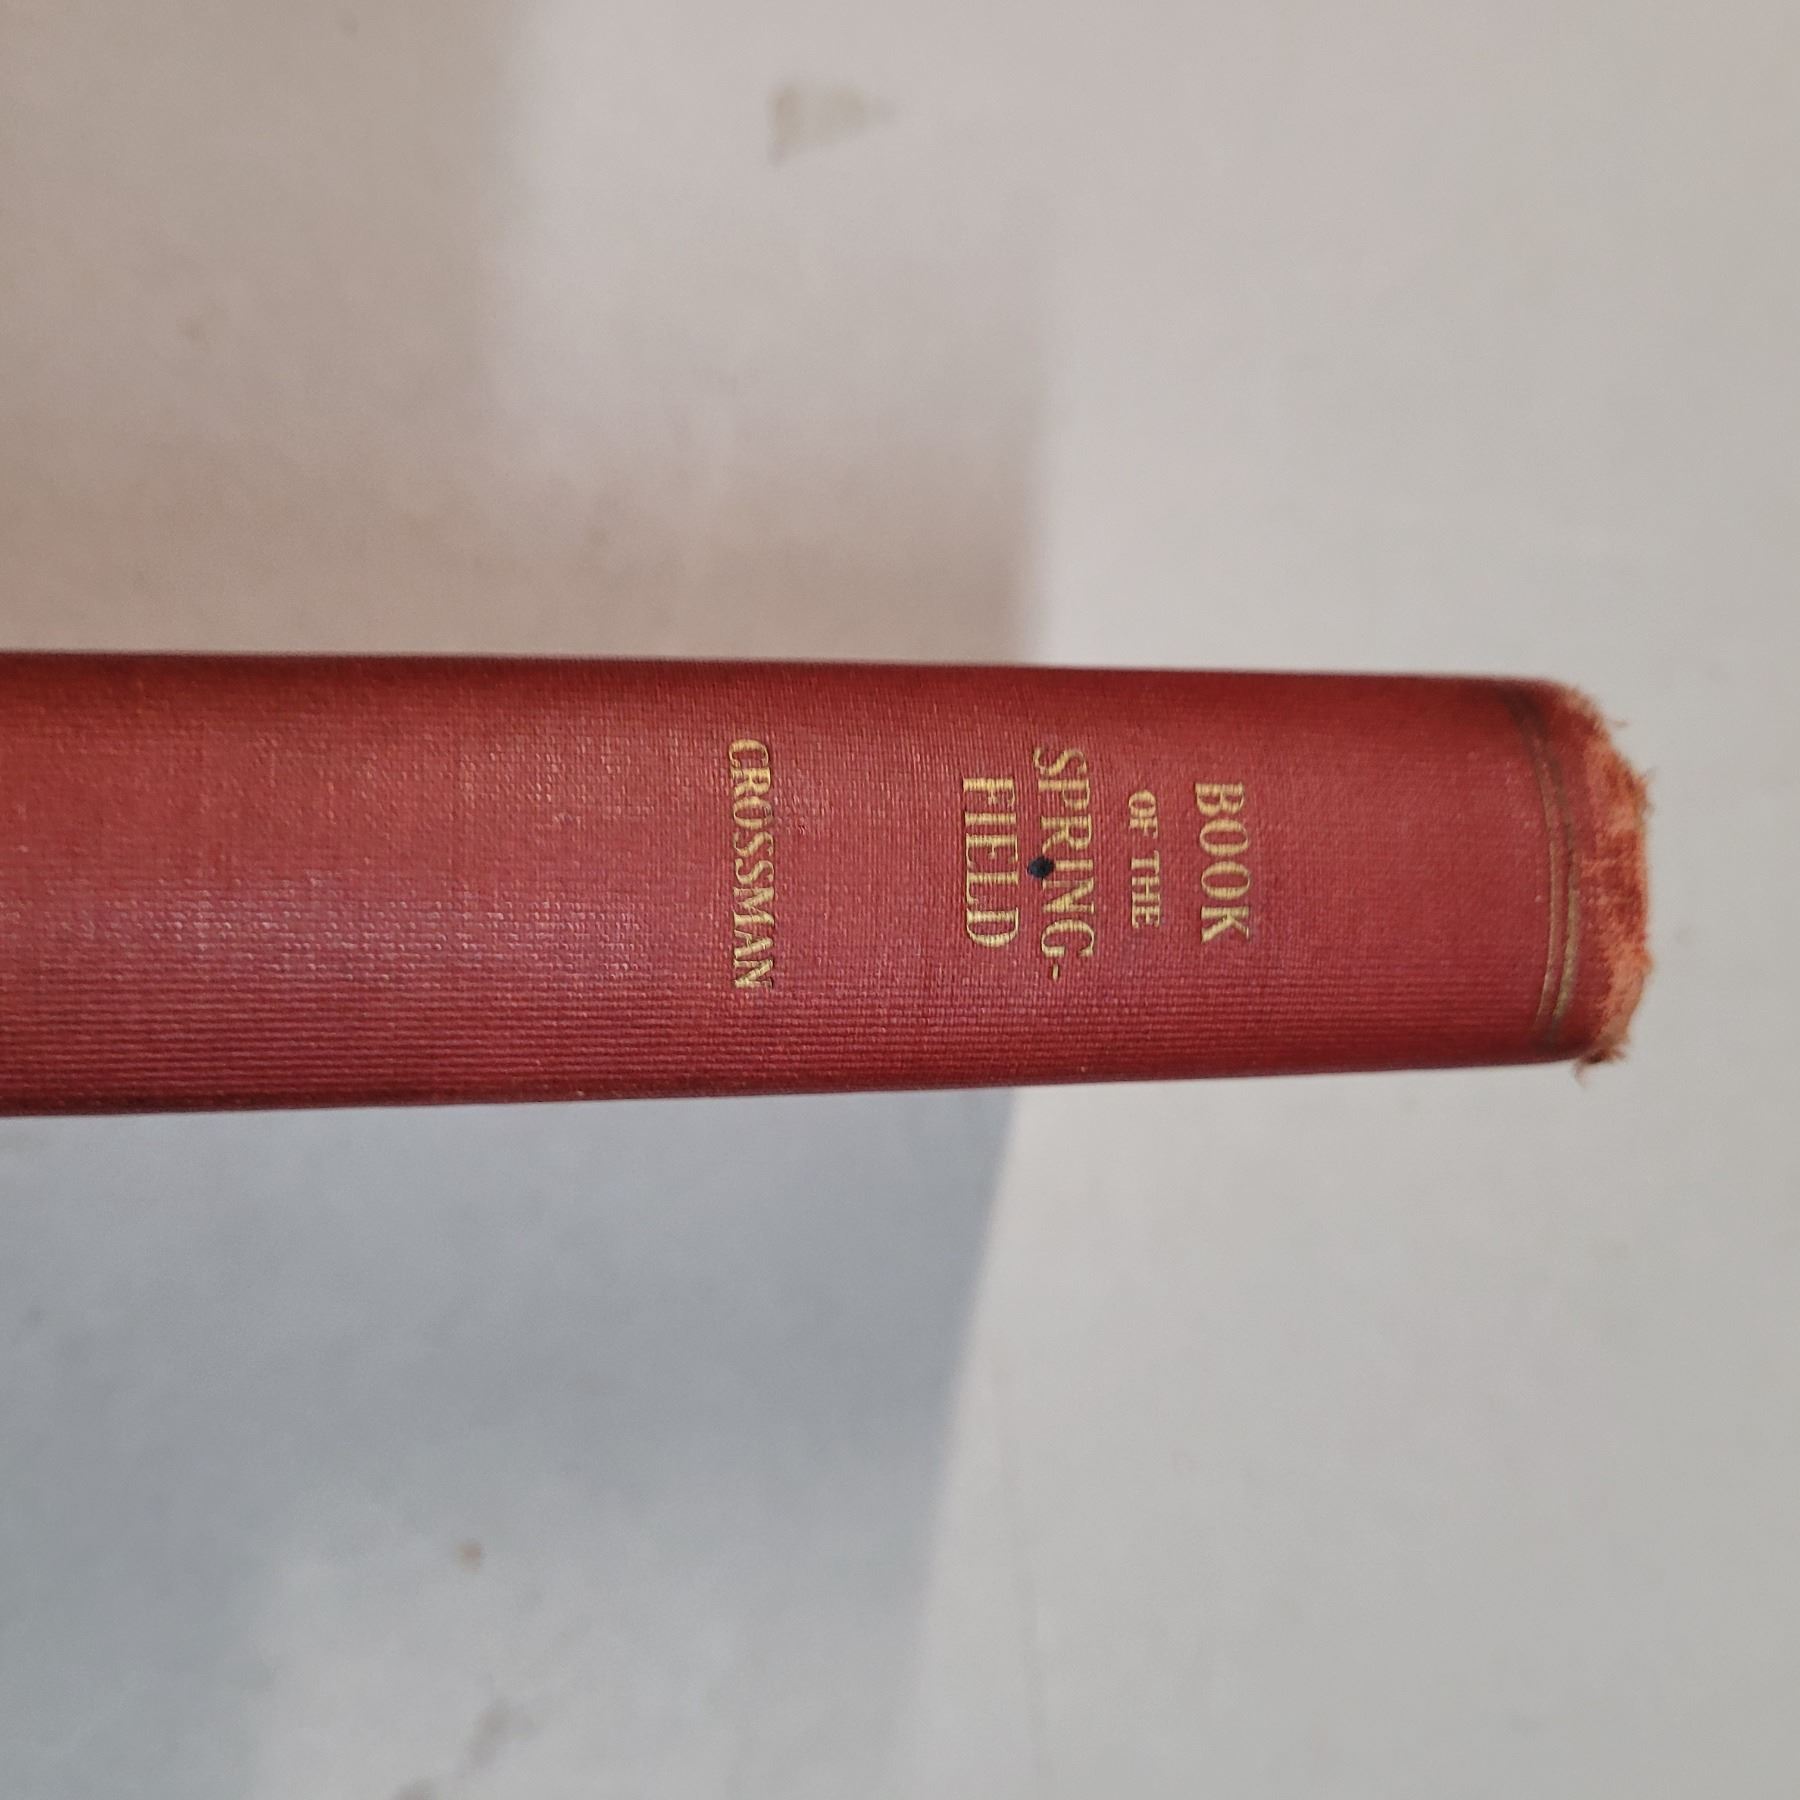 BOOK
OF THE
SPRING-
FIELD
CROSSMAN